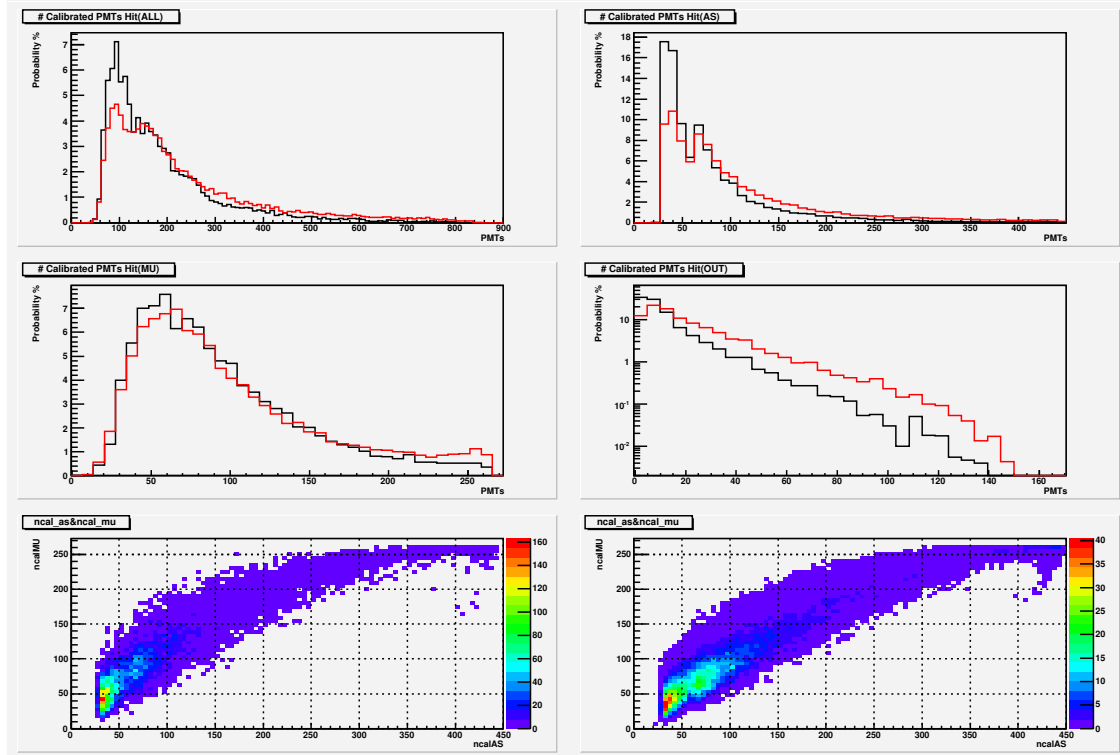 # Calibrated PMTs Hit(ALL)
Probability %
7
6
5
4
3
2
1
0
0 100 200 300 400 500 600 700 800 900
PMTs
# Calibrated PMTs Hit(AS)
Probability %
18
16
14
12
10
8
6
4
2
0
0 50 100 150 200 250 300 350 400
PMTs
# Calibrated PMTs Hit(MU)
Probability %
7
6
5
4
3
2
1
0
0 50 100 150 200 250
PMTs
# Calibrated PMTs Hit(OUT)
Probability %
10
1
10-1
10-2
0 20 40 60 80 100 120 140 160
PMTs
ncal_as&ncal_mu
ncalMU
250
200
150
100
50
0
0 50 100 150 200 250 300 350 400 450
ncalAS
160
140
120
100
80
60
40
20
0
ncal_as&ncal_mu
ncalMU
250
200
150
100
50
0
0 50 100 150 200 250 300 350 400 450
ncalAS
40
35
30
25
20
15
10
5
0